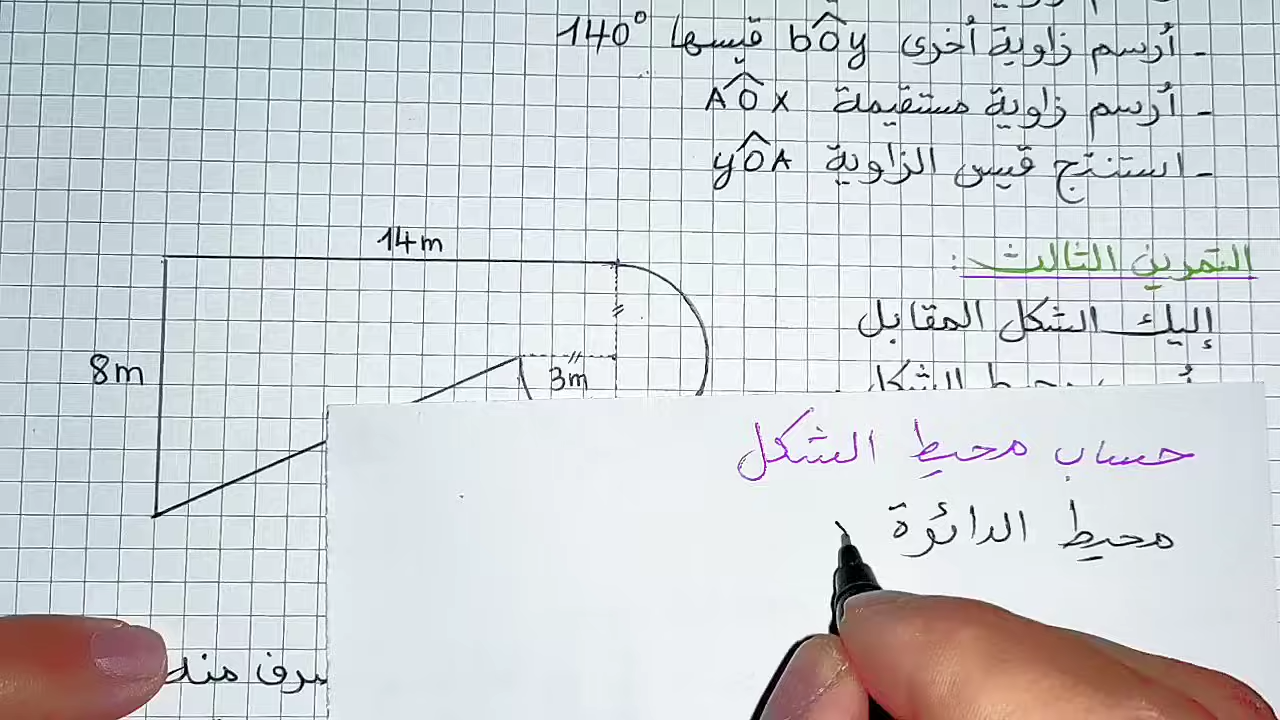 - أرسم زاوية أخرى bÔy قيسها 140°
- أرسم زاوية مستقيمة AÔx
- استنتج قيس الزاوية yÔA
التمرين الثالث :
إليك الشكل المقابل
14m
8m
3m
حساب محيط الشكل
محيط الدائرة
منه